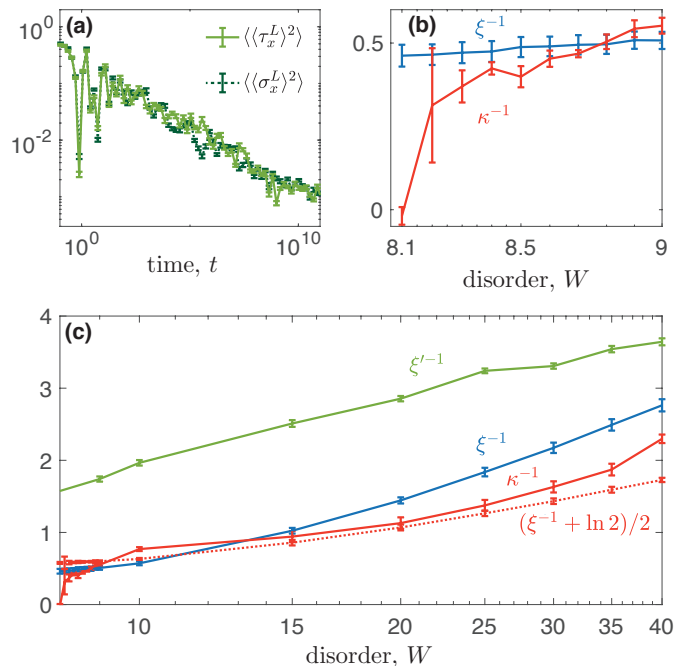 (a)
⟨⟨τ_x^L⟩²⟩
⟨⟨σ_x^L⟩²⟩
10^0
10^-2
10^0 10^10
time, t
(b)
ξ^-1
κ^-1
0.5
0
8.1 8.5 9
disorder, W
(c)
ξ'^-1
ξ^-1
κ^-1
(ξ^-1 + ln 2)/2
4
3
2
1
0
10 15 20 25 30 35 40
disorder, W